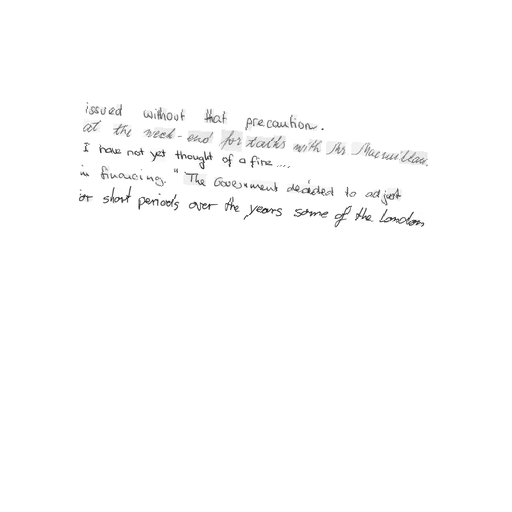 issued without that precaution.
at the week-end for talks with Mr Macmillan.
I have not yet thought of a fine....
in financing. " The Government decided to adjust
for short periods over the years some of the London